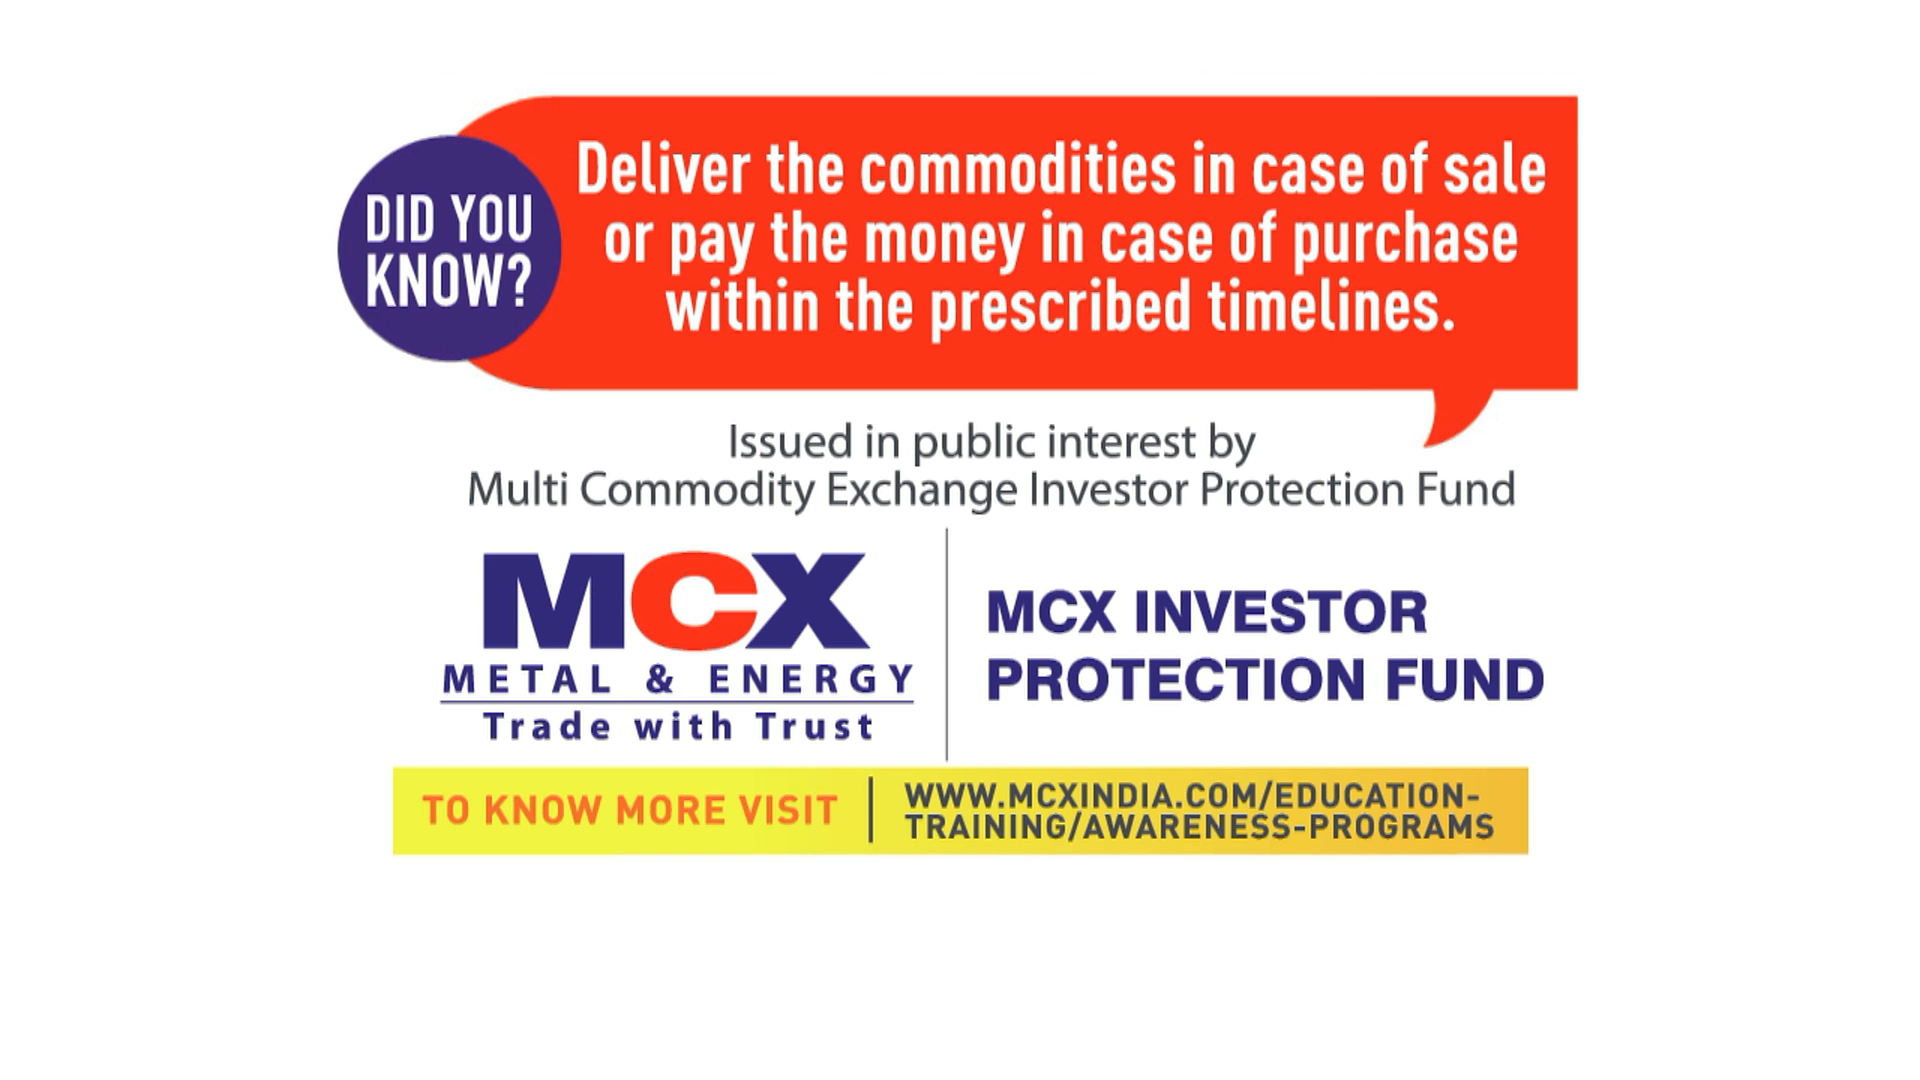 DID YOU
KNOW?
Deliver the commodities in case of sale
or pay the money in case of purchase
within the prescribed timelines.
Issued in public interest by
Multi Commodity Exchange Investor Protection Fund
MCX
METAL & ENERGY
Trade with Trust
MCX INVESTOR
PROTECTION FUND
TO KNOW MORE VISIT
WWW.MCXINDIA.COM/EDUCATION-
TRAINING/AWARENESS-PROGRAMS